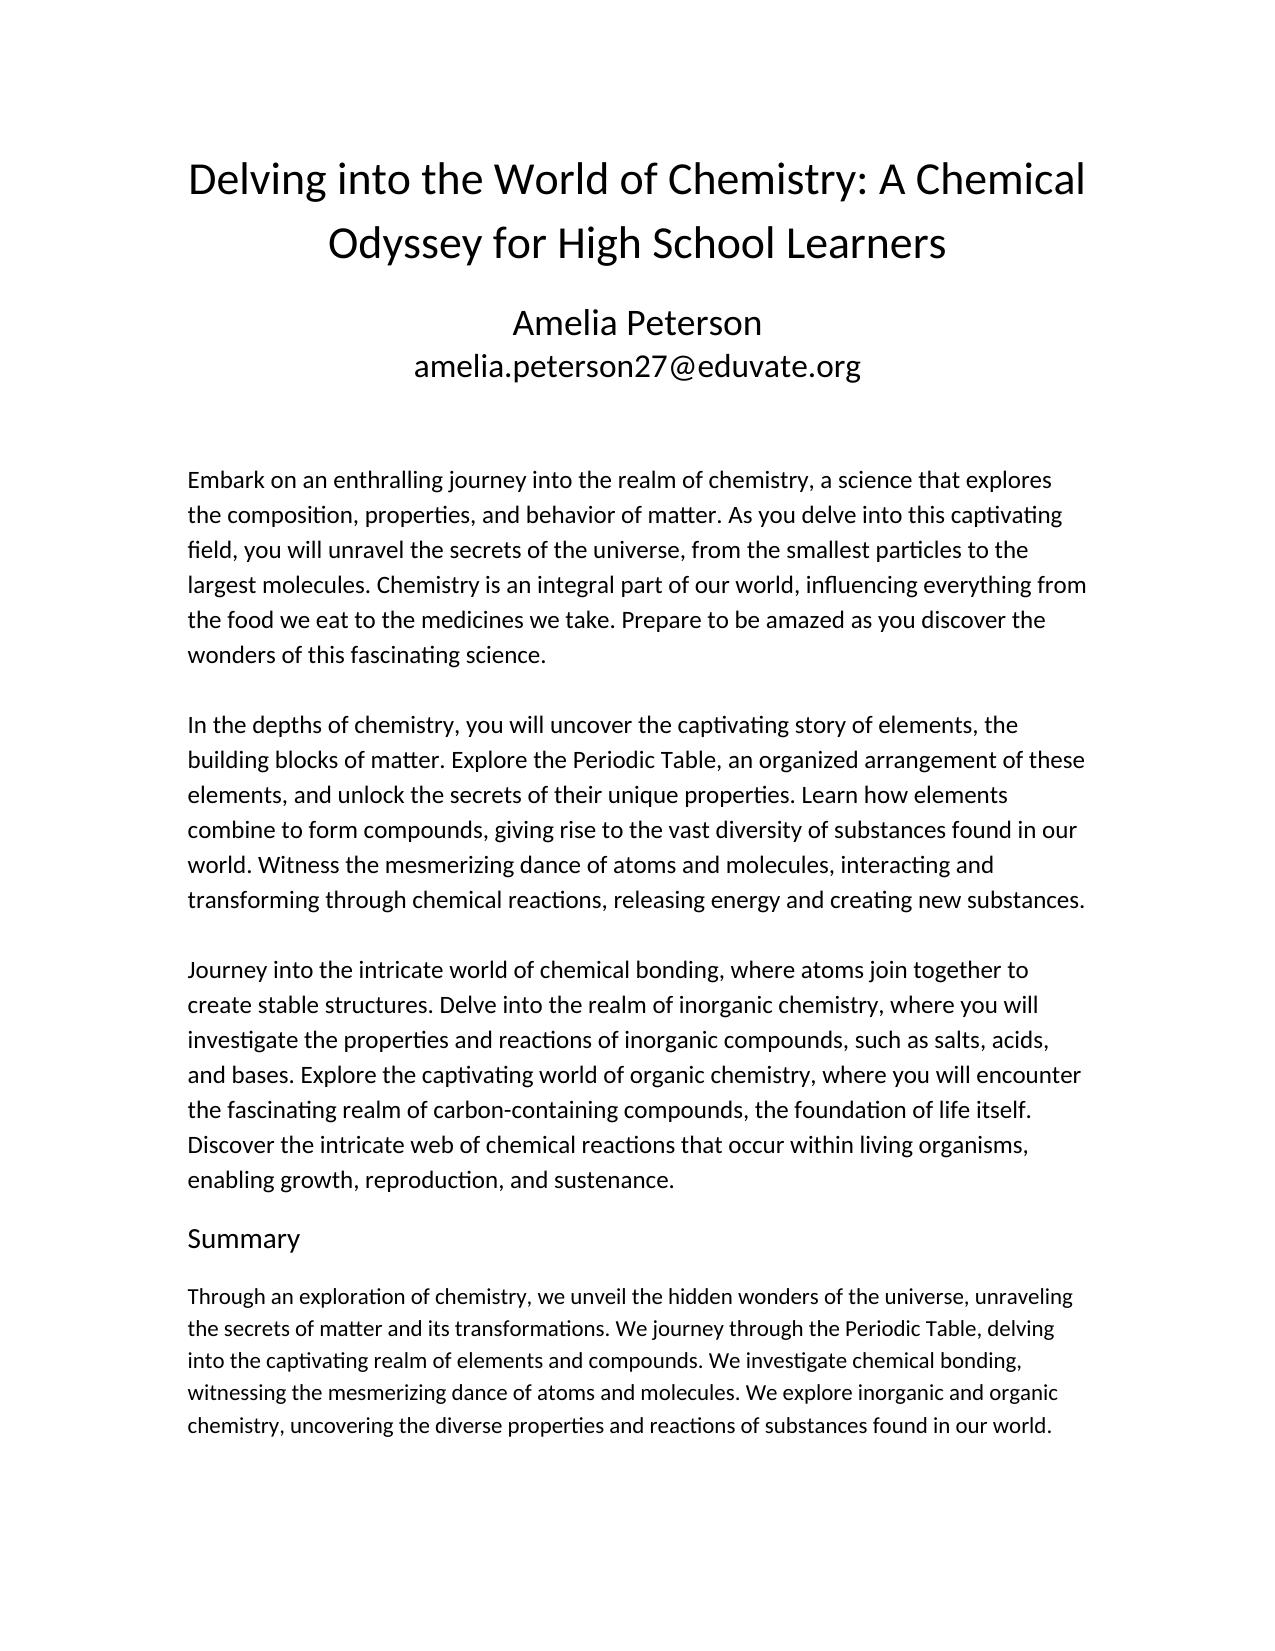 Delving into the World of Chemistry: A Chemical
Odyssey for High School Learners
Amelia Peterson
amelia.peterson27@eduvate.org
Embark on an enthralling journey into the realm of chemistry, a science that explores
the composition, properties, and behavior of matter. As you delve into this captivating
field, you will unravel the secrets of the universe, from the smallest particles to the
largest molecules. Chemistry is an integral part of our world, influencing everything from
the food we eat to the medicines we take. Prepare to be amazed as you discover the
wonders of this fascinating science.
In the depths of chemistry, you will uncover the captivating story of elements, the
building blocks of matter. Explore the Periodic Table, an organized arrangement of these
elements, and unlock the secrets of their unique properties. Learn how elements
combine to form compounds, giving rise to the vast diversity of substances found in our
world. Witness the mesmerizing dance of atoms and molecules, interacting and
transforming through chemical reactions, releasing energy and creating new substances.
Journey into the intricate world of chemical bonding, where atoms join together to
create stable structures. Delve into the realm of inorganic chemistry, where you will
investigate the properties and reactions of inorganic compounds, such as salts, acids,
and bases. Explore the captivating world of organic chemistry, where you will encounter
the fascinating realm of carbon-containing compounds, the foundation of life itself.
Discover the intricate web of chemical reactions that occur within living organisms,
enabling growth, reproduction, and sustenance.
Summary
Through an exploration of chemistry, we unveil the hidden wonders of the universe, unraveling
the secrets of matter and its transformations. We journey through the Periodic Table, delving
into the captivating realm of elements and compounds. We investigate chemical bonding,
witnessing the mesmerizing dance of atoms and molecules. We explore inorganic and organic
chemistry, uncovering the diverse properties and reactions of substances found in our world.